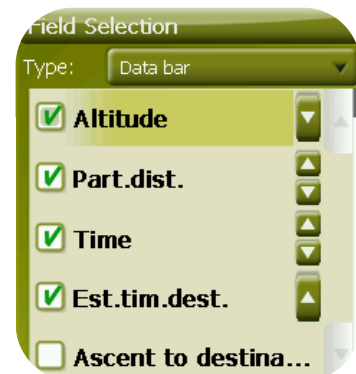 Field Selection
Type: Data bar
Altitude
Part.dist.
Time
Est.tim.dest.
Ascent to destina...